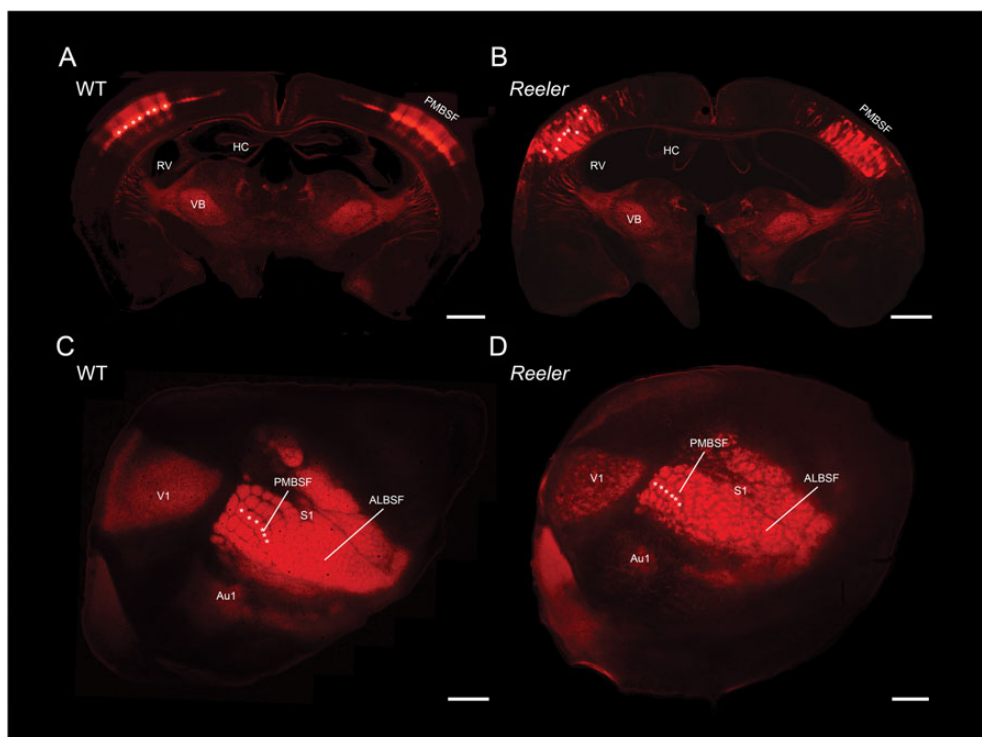 A
WT
PMBSF
HC
RV
VB
B
Reeler
PMBSF
HC
RV
VB
C
WT
PMBSF
ALBSF
V1
S1
Au1
D
Reeler
PMBSF
ALBSF
V1
S1
Au1